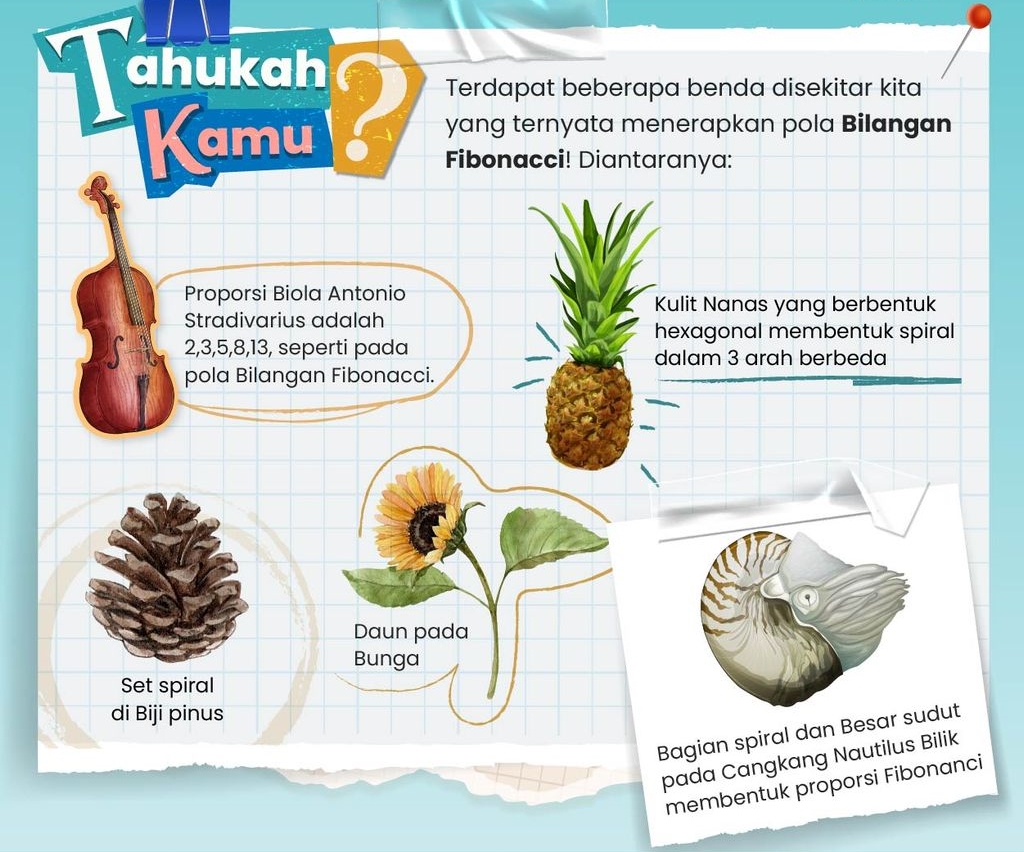 Tahukah
Kamu?
Terdapat beberapa benda disekitar kita
yang ternyata menerapkan pola Bilangan
Fibonacci! Diantaranya:
Proporsi Biola Antonio
Stradivarius adalah
2,3,5,8,13, seperti pada
pola Bilangan Fibonacci.
Kulit Nanas yang berbentuk
hexagonal membentuk spiral
dalam 3 arah berbeda
Set spiral
di Biji pinus
Daun pada
Bunga
Bagian spiral dan Besar sudut
pada Cangkang Nautilus Bilik
membentuk proporsi Fibonanci